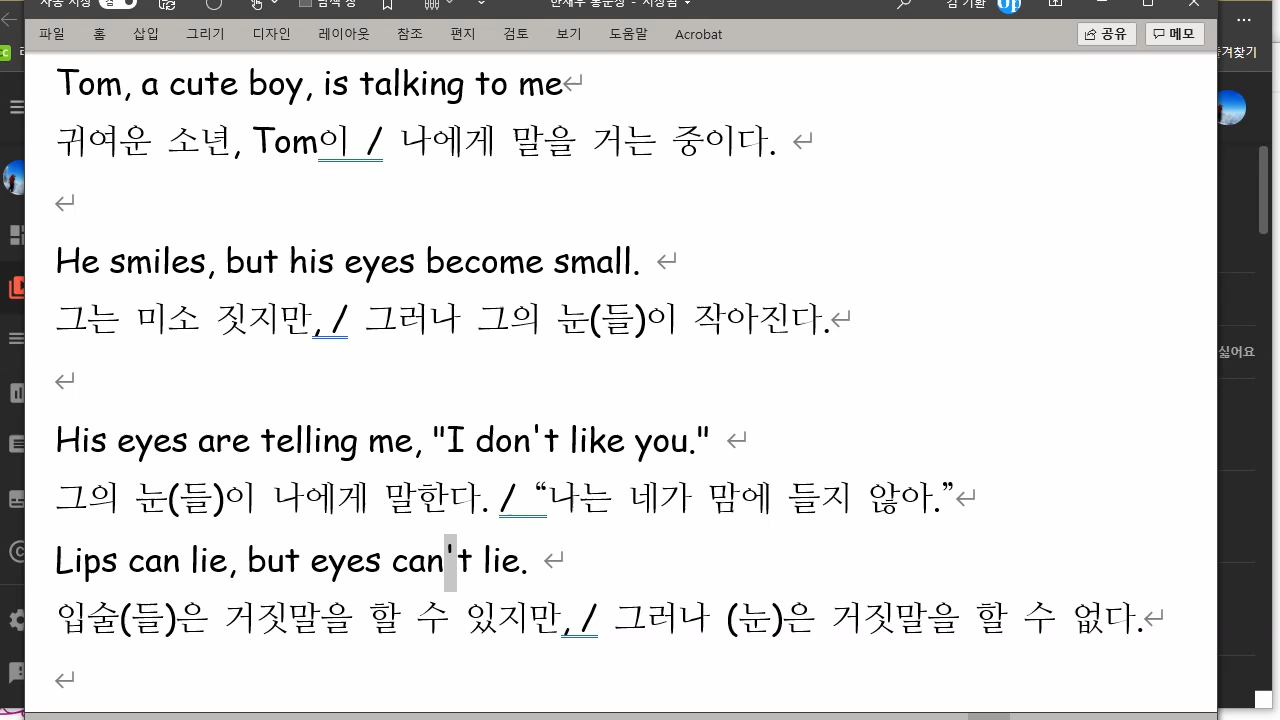 파일 홈 삽입 그리기 디자인 레이아웃 참조 편지 검토 보기 도움말 Acrobat 공유 메모
Tom, a cute boy, is talking to me
귀여운 소년, Tom이 / 나에게 말을 거는 중이다.
He smiles, but his eyes become small.
그는 미소 짓지만, / 그러나 그의 눈(들)이 작아진다.
His eyes are telling me, "I don't like you."
그의 눈(들)이 나에게 말한다. / “나는 네가 맘에 들지 않아.”
Lips can lie, but eyes can't lie.
입술(들)은 거짓말을 할 수 있지만, / 그러나 (눈)은 거짓말을 할 수 없다.
싫어요